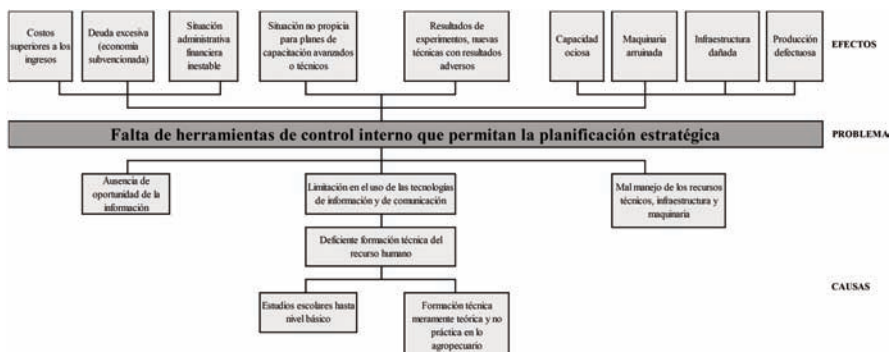 Costos
superiores a los
ingresos
Deuda excesiva
(economía
subvencionada)
Situación
administrativa
financiera
inestable
Situación no propicia
para planes de
capacitación avanzados
o técnicos
Resultados de
experimentos, nuevas
técnicas con resultados
adversos
Capacidad
ociosa
Maquinaria
arruinada
Infraestructura
dañada
Producción
defectuosa
EFECTOS
Falta de herramientas de control interno que permitan la planificación estratégica
PROBLEMA
Ausencia de
oportunidad de la
información
Limitación en el uso de las tecnologías
de información y de comunicación
Mal manejo de los recursos
técnicos, infraestructura y
maquinaria
Deficiente formación técnica del
recurso humano
CAUSAS
Estudios escolares hasta
nivel básico
Formación técnica
meramente teórica y no
práctica en lo
agropecuario